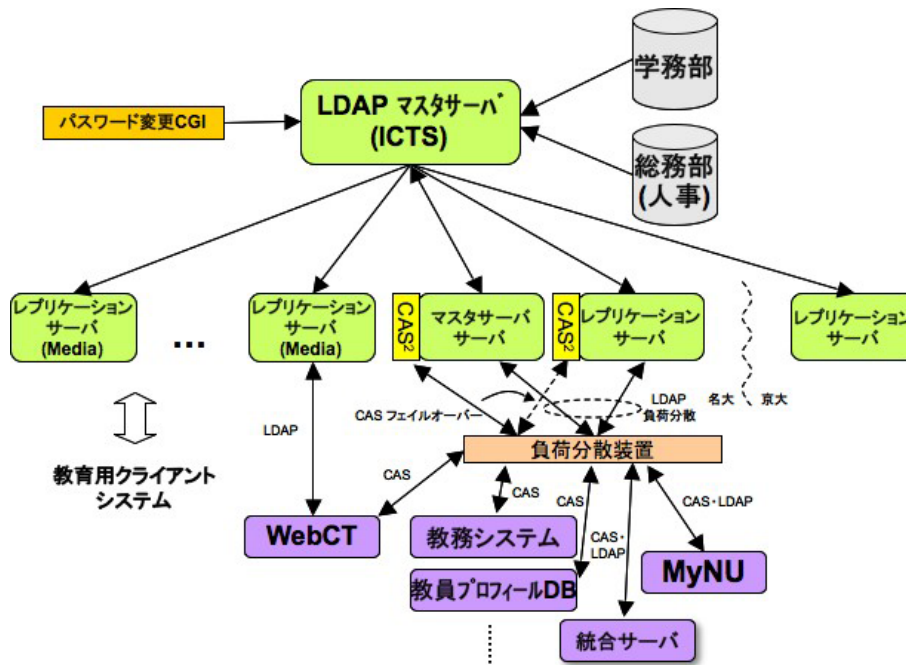 学務部
LDAP マスタサーバ
(ICTS)
パスワード変更CGI
総務部
(人事)
レプリケーション
サーバ
(Media)
...
レプリケーション
サーバ
(Media)
CAS²
マスタサーバ
サーバ
CAS²
レプリケーション
サーバ
レプリケーション
サーバ
CAS フェイルオーバー
LDAP
負荷分散
名大
京大
LDAP
負荷分散装置
教育用クライアント
システム
CAS
CAS
CAS
CAS・
LDAP
CAS・LDAP
WebCT
教務システム
MyNU
教員プロフィールDB
統合サーバ